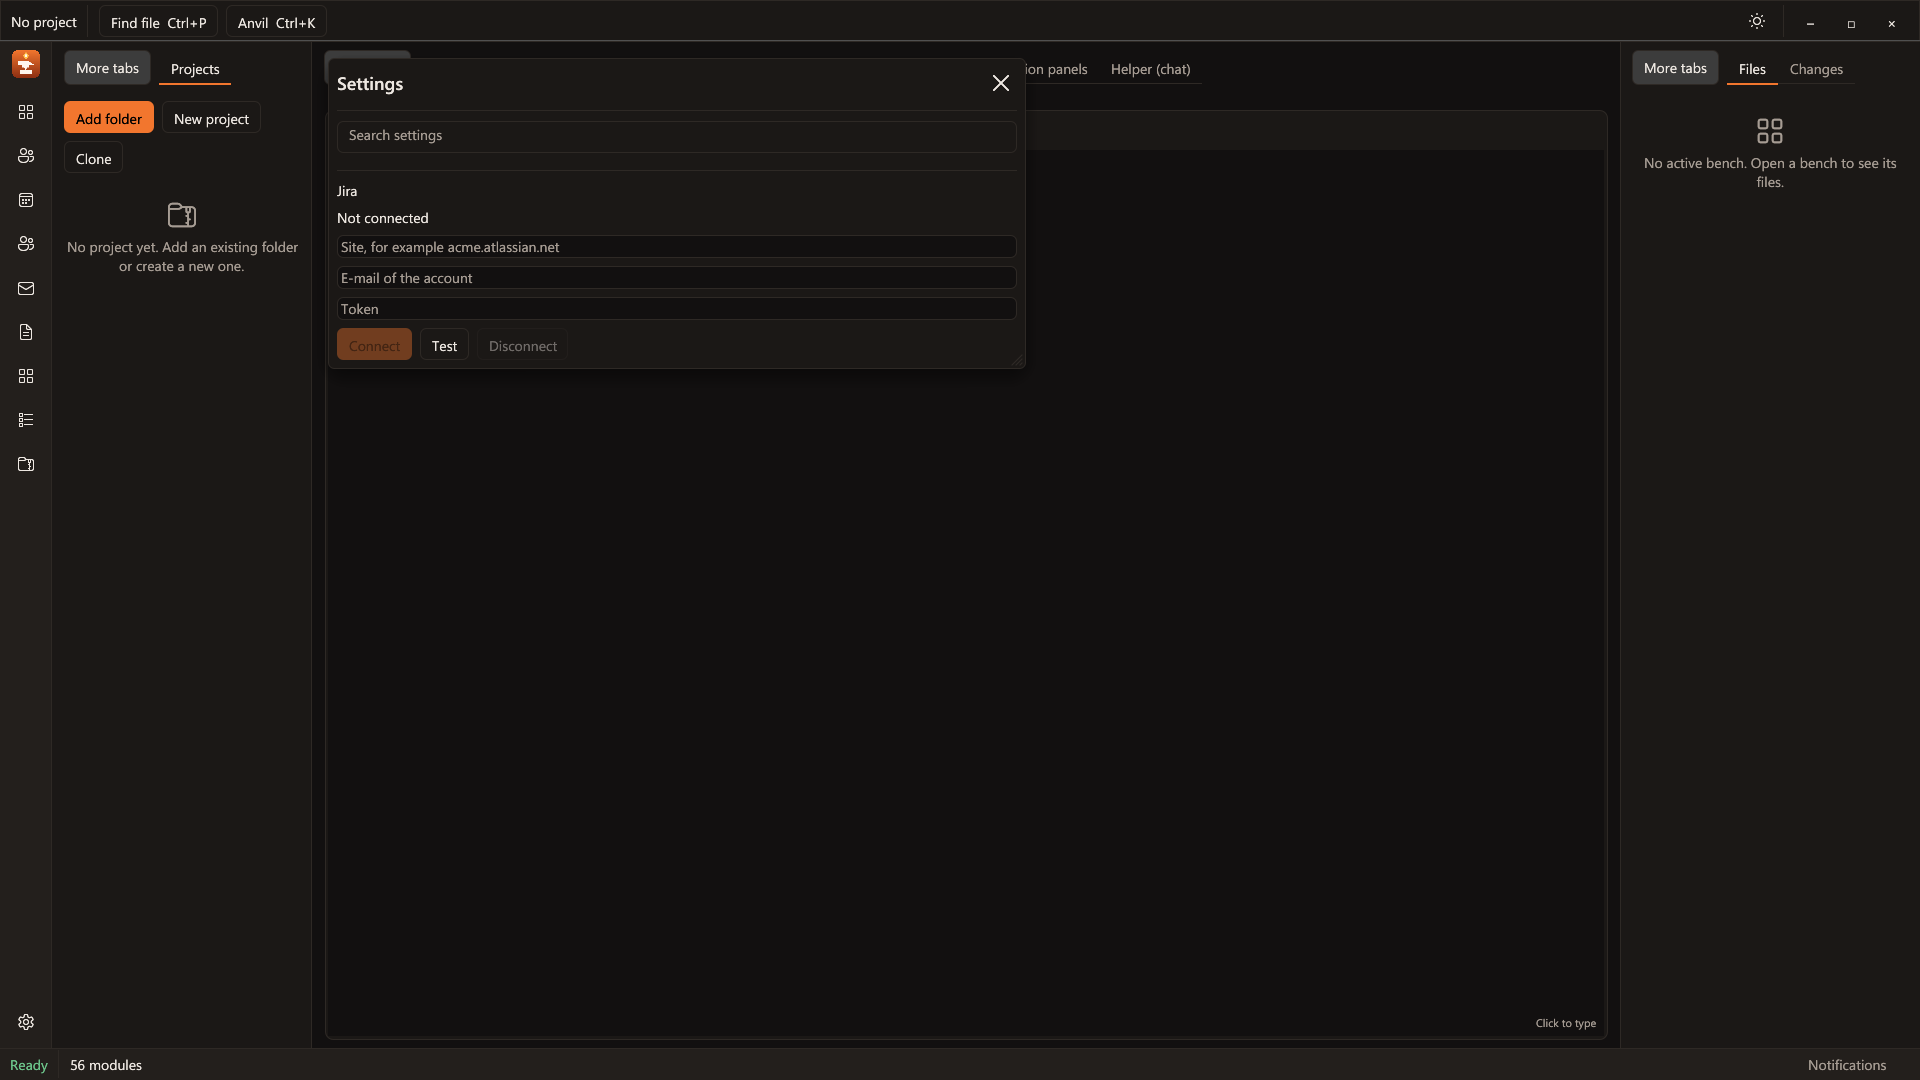 No project
Find file Ctrl+P
Anvil Ctrl+K
More tabs
Projects
Add folder
New project
Clone
No project yet. Add an existing folder
or create a new one.
Settings
Search settings
Jira
Not connected
Site, for example acme.atlassian.net
E-mail of the account
Token
Connect
Test
Disconnect
ion panels
Helper (chat)
Click to type
More tabs
Files
Changes
No active bench. Open a bench to see its
files.
Ready
56 modules
Notifications